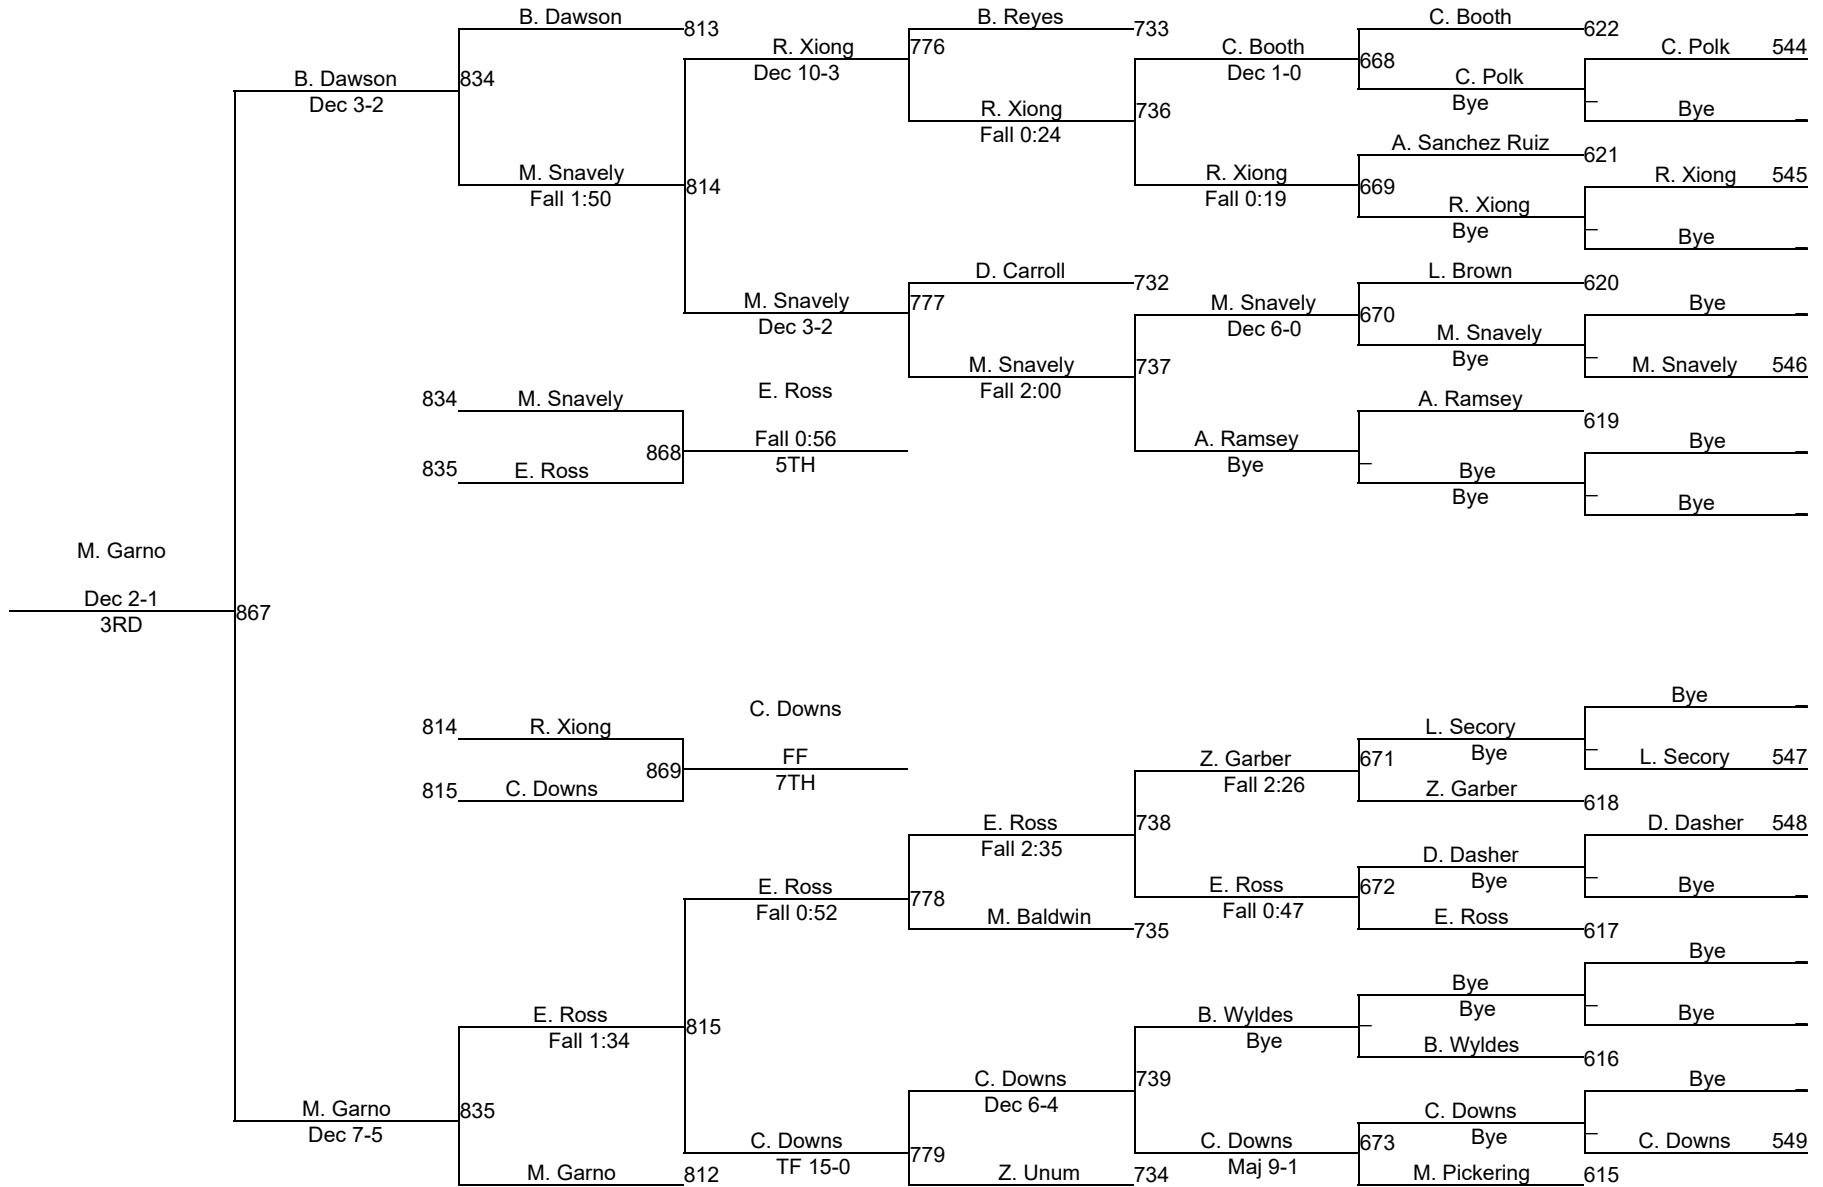 B. Dawson
813
B. Reyes
733
C. Booth
622
R. Xiong
Dec 10-3
776
C. Booth
Dec 1-0
668
C. Polk
544
B. Dawson
Dec 3-2
834
C. Polk
Bye
_
Bye
_
R. Xiong
Fall 0:24
736
A. Sanchez Ruiz
621
M. Snavely
Fall 1:50
814
R. Xiong
Fall 0:19
669
R. Xiong
545
R. Xiong
Bye
_
Bye
_
D. Carroll
732
L. Brown
620
M. Snavely
Dec 3-2
777
M. Snavely
Dec 6-0
670
Bye
_
M. Snavely
Bye
_
M. Snavely
546
M. Snavely
Fall 2:00
737
834
M. Snavely
E. Ross
A. Ramsey
619
868
Fall 0:56
5TH
A. Ramsey
Bye
_
Bye
_
835
E. Ross
Bye
Bye
_
Bye
_
M. Garno
Dec 2-1
3RD
867
C. Downs
Bye
_
814
R. Xiong
L. Secory
Bye
_
869
FF
7TH
Z. Garber
Fall 2:26
671
L. Secory
547
815
C. Downs
Z. Garber
618
E. Ross
Fall 2:35
738
D. Dasher
548
D. Dasher
Bye
_
E. Ross
Fall 0:52
778
E. Ross
Fall 0:47
672
Bye
_
M. Baldwin
735
E. Ross
617
Bye
_
Bye
Bye
_
E. Ross
Fall 1:34
815
B. Wyldes
Bye
_
Bye
_
B. Wyldes
616
C. Downs
Dec 6-4
739
Bye
_
M. Garno
Dec 7-5
835
C. Downs
Bye
_
C. Downs
TF 15-0
779
C. Downs
Maj 9-1
673
C. Downs
549
M. Garno
812
Z. Unum
734
M. Pickering
615